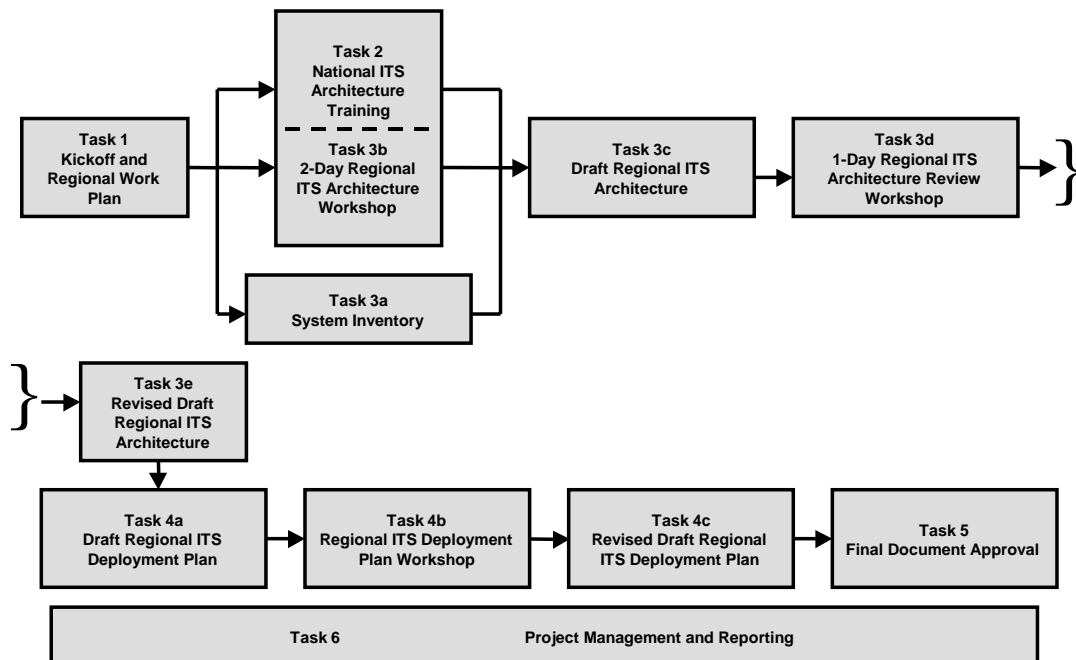 Task 1
Kickoff and
Regional Work
Plan
Task 2
National ITS
Architecture
Training
Task 3b
2-Day Regional
ITS Architecture
Workshop
Task 3a
System Inventory
Task 3c
Draft Regional ITS
Architecture
Task 3d
1-Day Regional ITS
Architecture Review
Workshop
}
}
Task 3e
Revised Draft
Regional ITS
Architecture
Task 4a
Draft Regional ITS
Deployment Plan
Task 4b
Regional ITS Deployment
Plan Workshop
Task 4c
Revised Draft Regional
ITS Deployment Plan
Task 5
Final Document Approval
Task 6 Project Management and Reporting